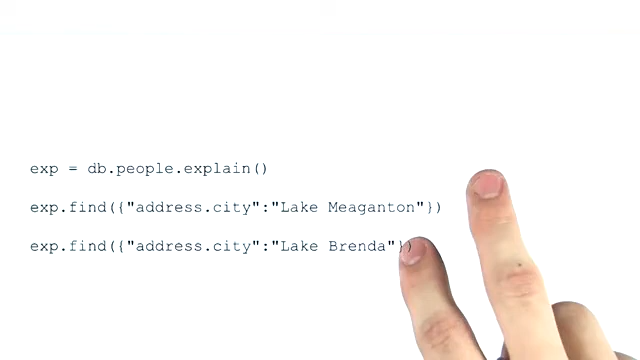 exp = db.people.explain()
exp.find({"address.city":"Lake Meaganton"})
exp.find({"address.city":"Lake Brenda"})